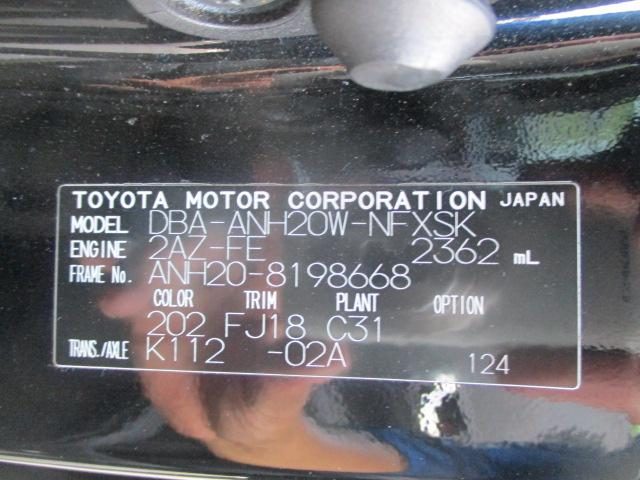 TOYOTA MOTOR CORPORATION JAPAN
MODEL DBA-ANH20W-NFXSK
ENGINE 2AZ-FE 2362 mL
FRAME No. ANH20-8198668
COLOR TRIM PLANT OPTION
202 FJ18 C31
TRANS./AXLE K112 -02A 124